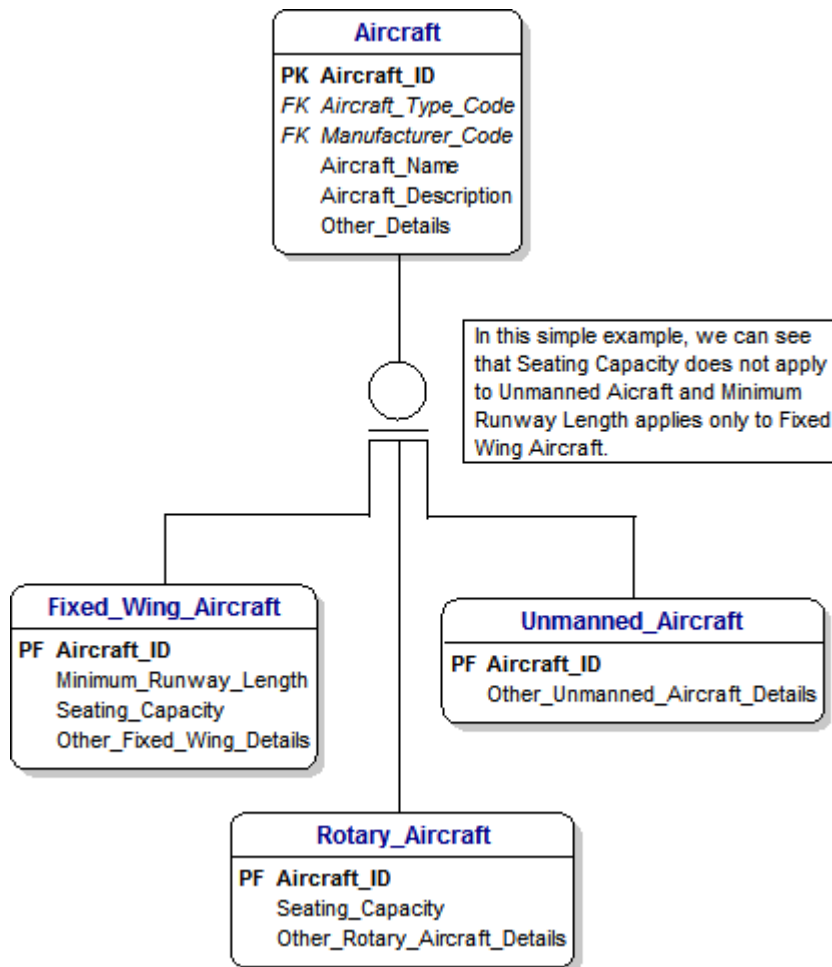 Aircraft
PK Aircraft_ID
FK Aircraft_Type_Code
FK Manufacturer_Code
Aircraft_Name
Aircraft_Description
Other_Details
In this simple example, we can see
that Seating Capacity does not apply
to Unmanned Aicraft and Minimum
Runway Length applies only to Fixed
Wing Aircraft.
Fixed_Wing_Aircraft
PF Aircraft_ID
Minimum_Runway_Length
Seating_Capacity
Other_Fixed_Wing_Details
Unmanned_Aircraft
PF Aircraft_ID
Other_Unmanned_Aircraft_Details
Rotary_Aircraft
PF Aircraft_ID
Seating_Capacity
Other_Rotary_Aircraft_Details